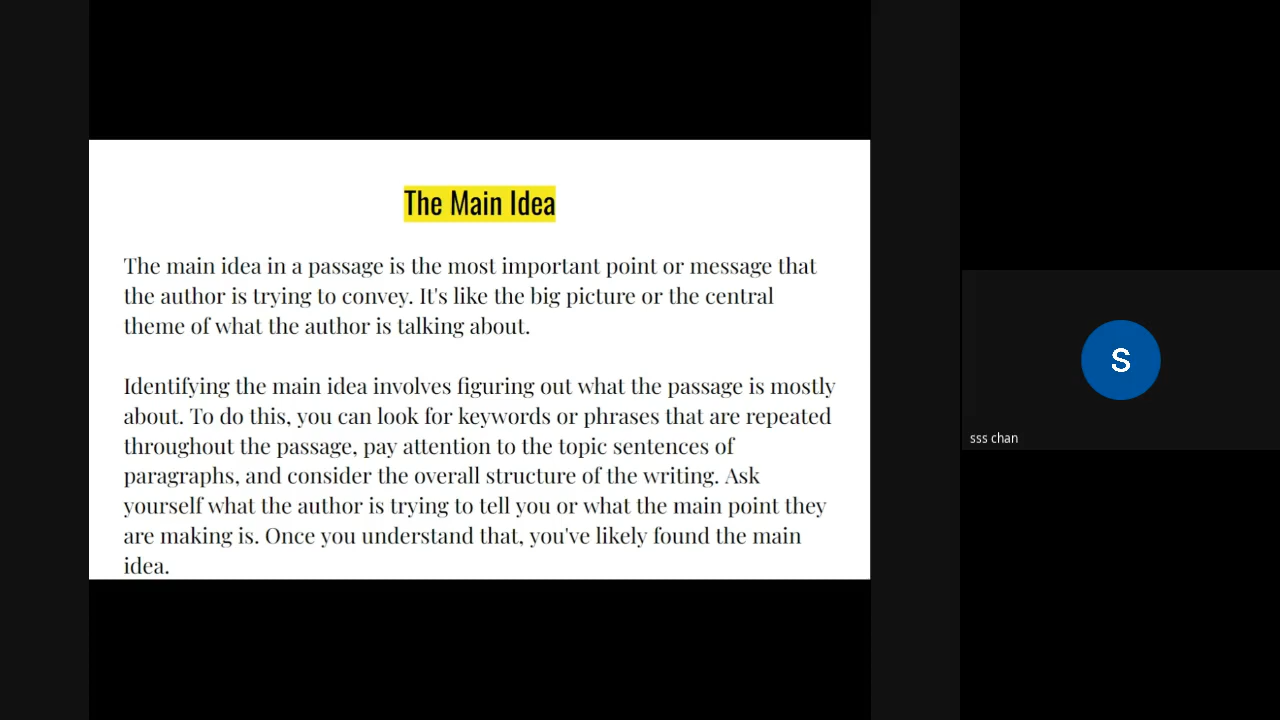 The Main Idea
The main idea in a passage is the most important point or message that
the author is trying to convey. It's like the big picture or the central
theme of what the author is talking about.
Identifying the main idea involves figuring out what the passage is mostly
about. To do this, you can look for keywords or phrases that are repeated
throughout the passage, pay attention to the topic sentences of
paragraphs, and consider the overall structure of the writing. Ask
yourself what the author is trying to tell you or what the main point they
are making is. Once you understand that, you've likely found the main
idea.
S
sss chan